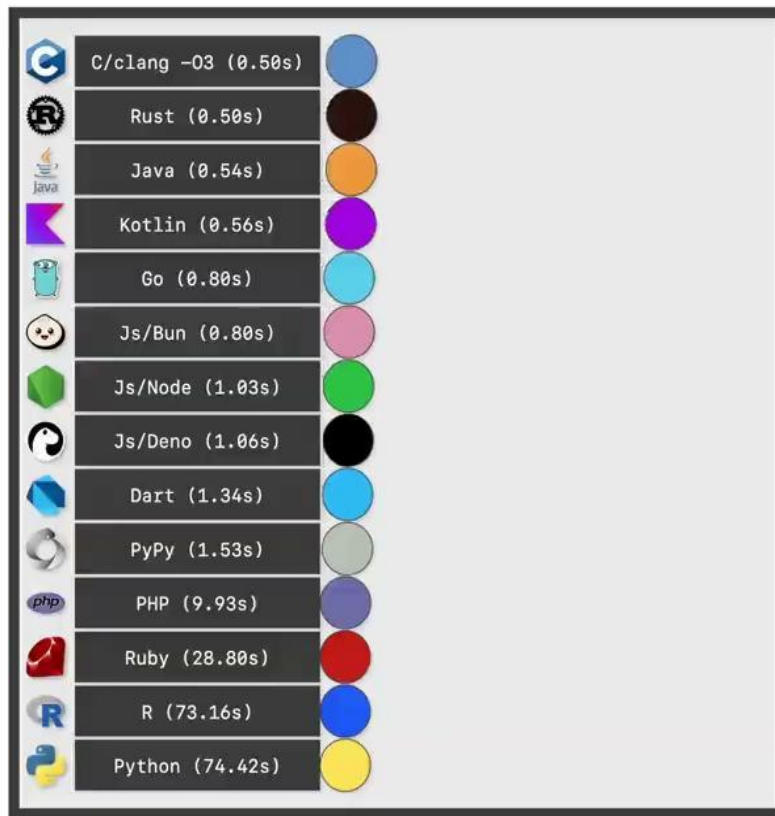 C/clang -O3 (0.50s)
Rust (0.50s)
Java
Java (0.54s)
Kotlin (0.56s)
Go (0.80s)
Js/Bun (0.80s)
Js/Node (1.03s)
Js/Deno (1.06s)
Dart (1.34s)
PyPy (1.53s)
php PHP (9.93s)
Ruby (28.80s)
R (73.16s)
Python (74.42s)